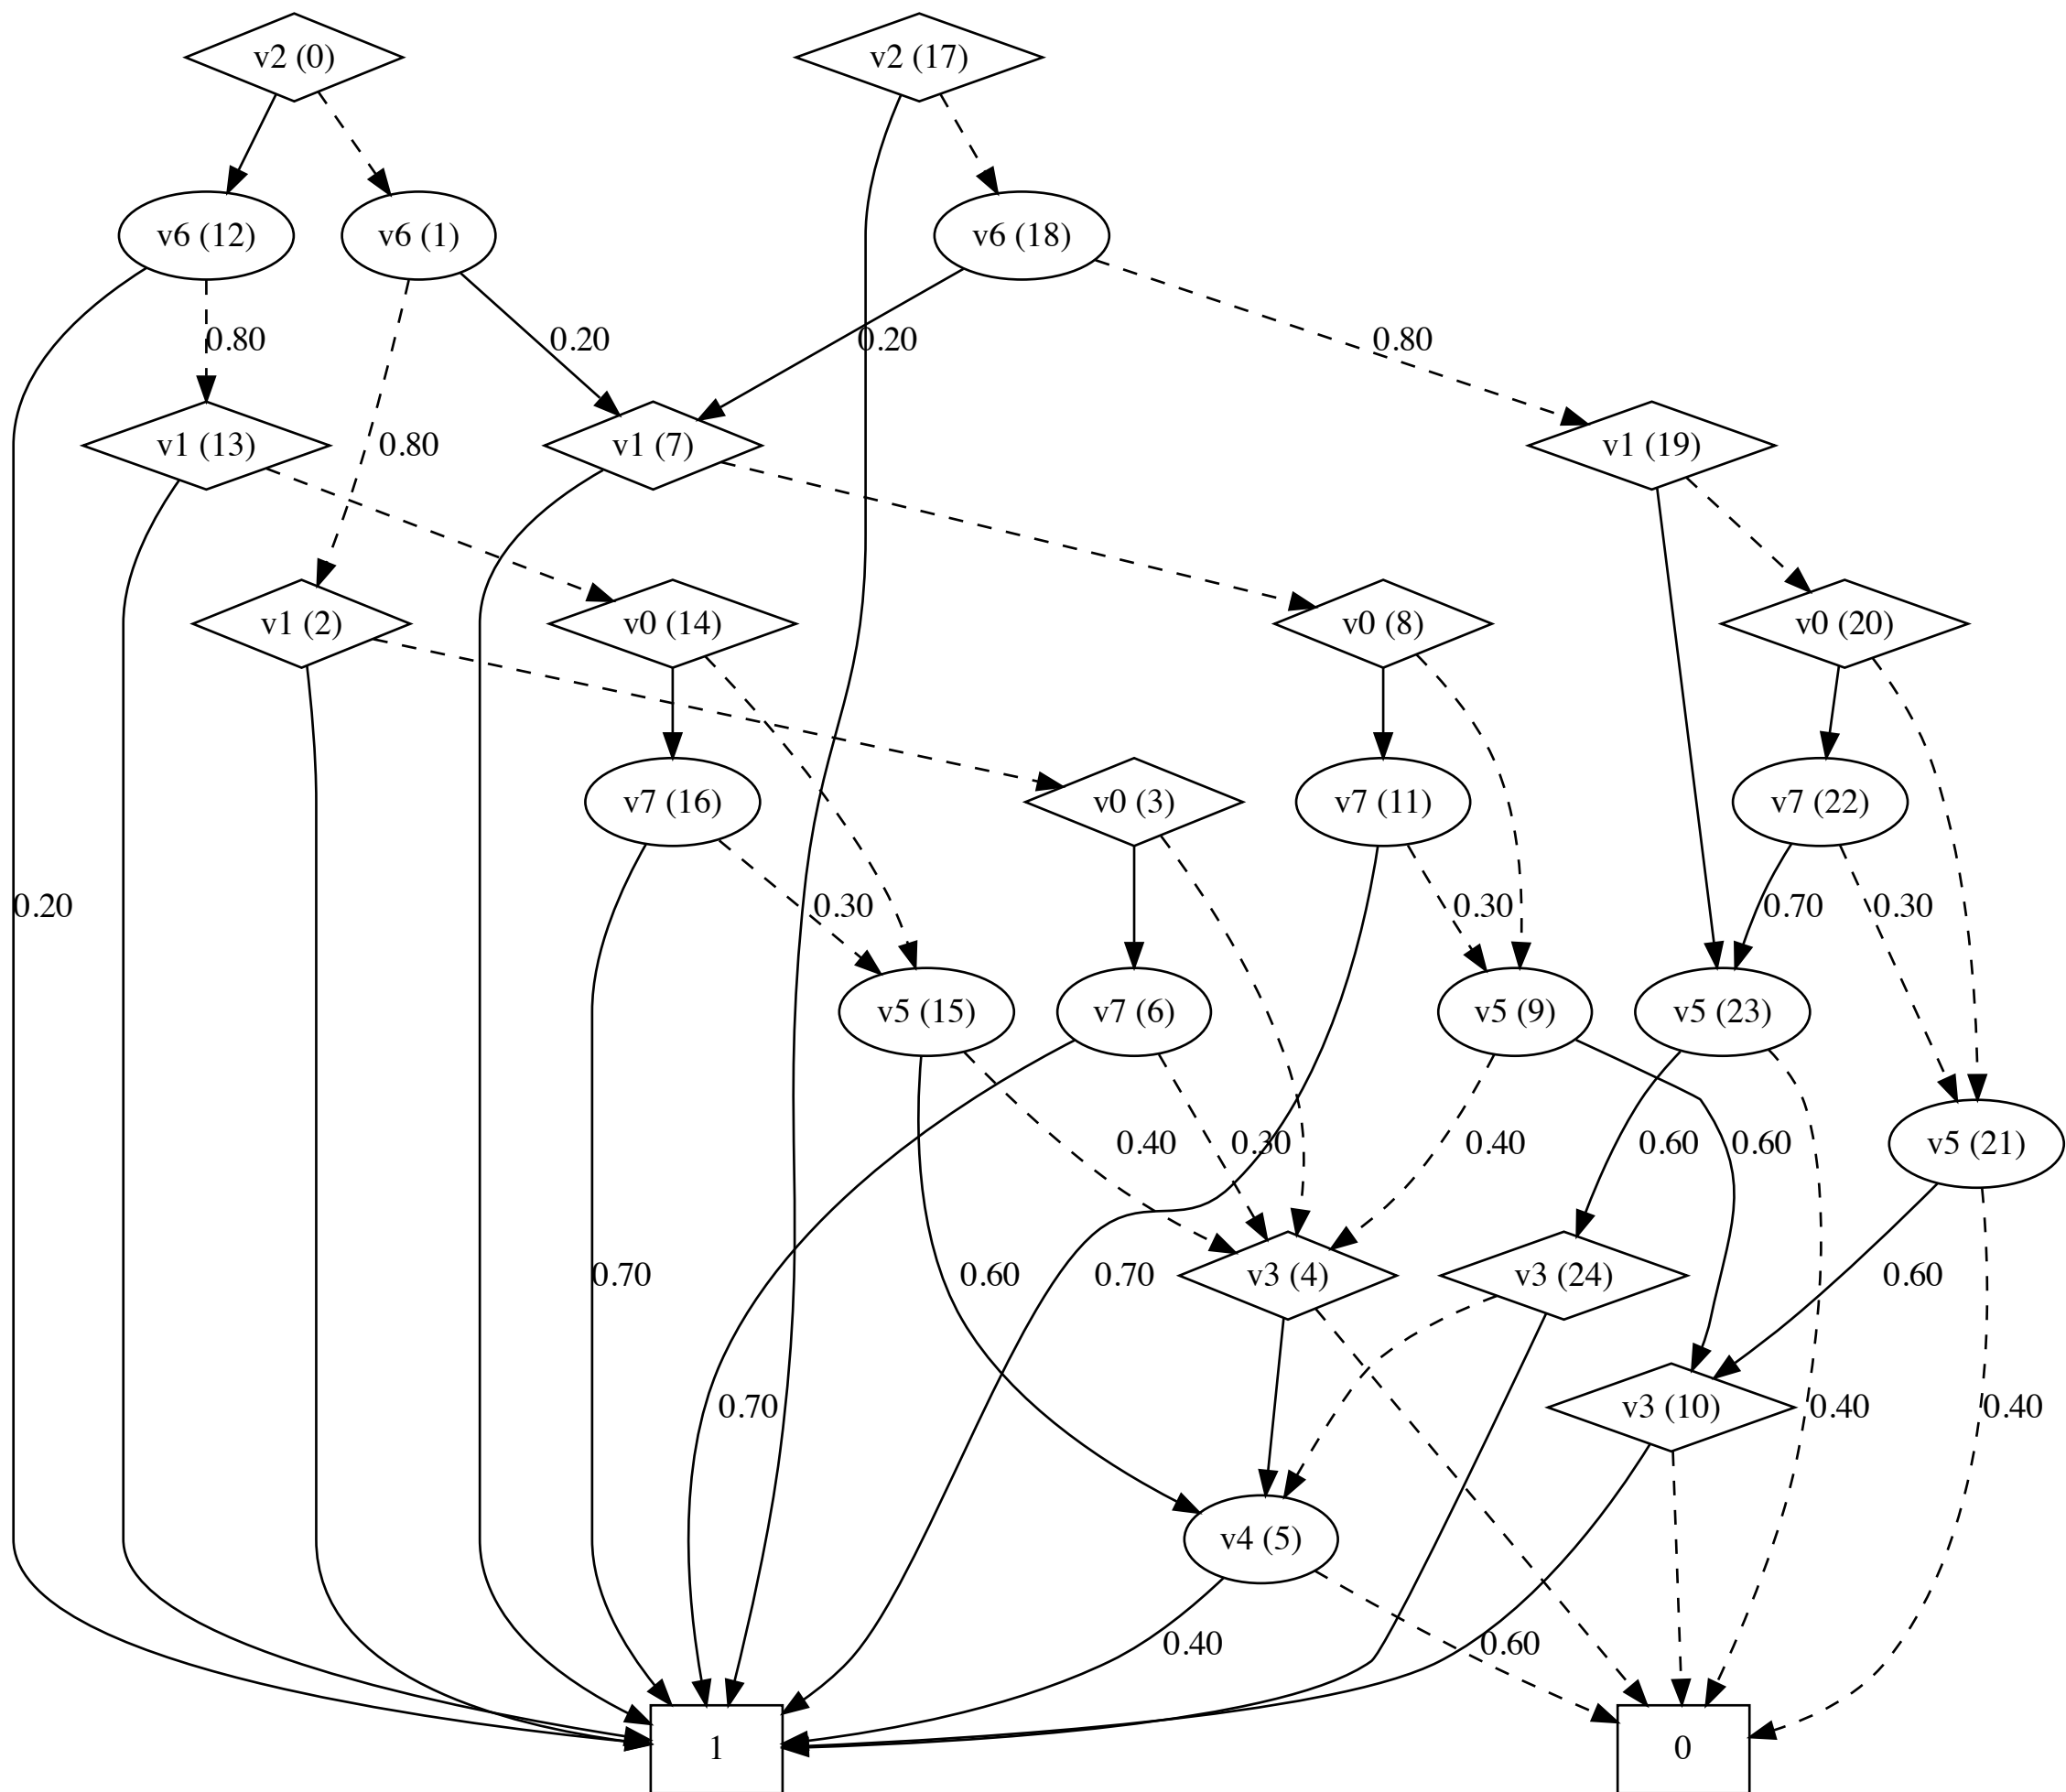 v2 (0)
v2 (17)
v6 (12)
v6 (1)
v6 (18)
0.80
0.20
0.20
0.80
v1 (13)
0.80
v1 (7)
v1 (19)
v1 (2)
v0 (14)
v0 (8)
v0 (20)
v7 (16)
v0 (3)
v7 (11)
v7 (22)
0.20
0.30
0.30
0.70
0.30
v5 (15)
v7 (6)
v5 (9)
v5 (23)
0.40
0.30
0.40
0.60
0.60
v5 (21)
0.70
0.60
0.70
v3 (4)
v3 (24)
0.60
0.70
v3 (10)
0.40
0.40
v4 (5)
0.40
0.60
1
0